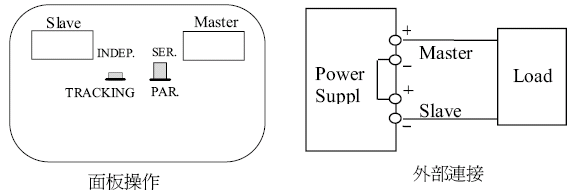 Slave
Master
INDEP.
SER.
TRACKING
PAR.
面板操作
+
Master
−
Power
Suppl
Load
+
Slave
−
外部連接